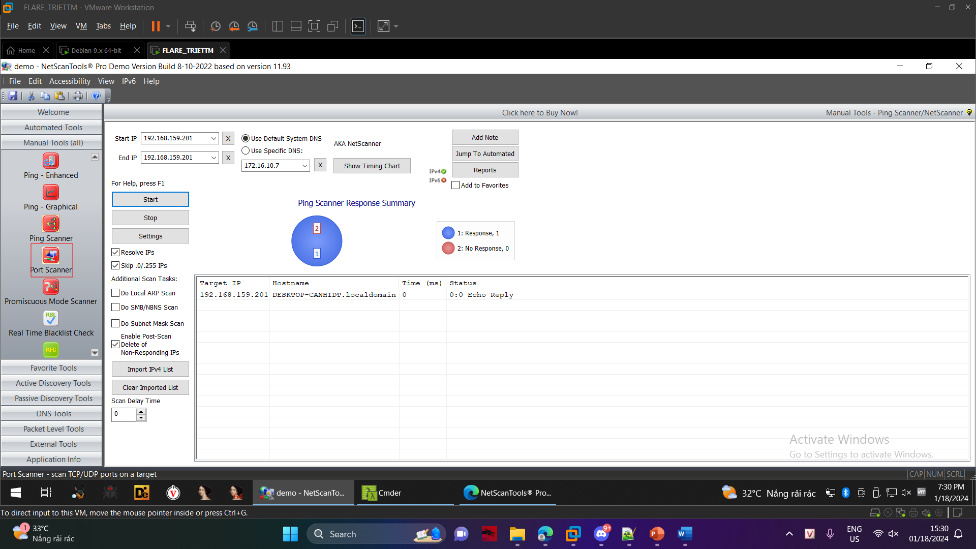 FLARE_TRIETTM - VMware Workstation
File Edit View VM Tabs Help
Home Debian 9.x 64-bit FLARE_TRIETTM
demo - NetScanTools® Pro Demo Version Build 8-10-2022 based on version 11.93
File Edit Accessibility View IPv6 Help
Welcome
Automated Tools
Manual Tools (all)
Ping - Enhanced
Ping - Graphical
Ping Scanner
Port Scanner
Promiscuous Mode Scanner
Real Time Blacklist Check
Favorite Tools
Active Discovery Tools
Passive Discovery Tools
DNS Tools
Packet Level Tools
External Tools
Application Info
Click here to Buy Now!
Manual Tools - Ping Scanner/NetScanner
Start IP 192.168.159.201 X
End IP 192.168.159.201 X
Use Default System DNS
Use Specific DNS:
172.16.10.7 X
AKA NetScanner
Show Timing Chart
Add Note
Jump To Automated
Reports
IPv4
IPv6
Add to Favorites
For Help, press F1
Start
Stop
Settings
Resolve IPs
Skip .0/.255 IPs
Additional Scan Tasks:
Do Local ARP Scan
Do SMB/NBNS Scan
Do Subnet Mask Scan
Enable Post-Scan
Delete of
Non-Responding IPs
Import IPv4 List
Clear Imported List
Scan Delay Time
0
Ping Scanner Response Summary
2
1
1: Response, 1
2: No Response, 0
Target IP Hostname Time (ms) Status
192.168.159.201 DESKTOP-CANHIDP.localdomain 0 0:0 Echo Reply
Activate Windows
Go to Settings to activate Windows.
Port Scanner - scan TCP/UDP ports on a target
CAP NUM SCRL
demo - NetScanTo... Cmder NetScanTools® Pro...
32°C Nắng rải rác
7:30 PM
1/18/2024
To direct input to this VM, move the mouse pointer inside or press Ctrl+G.
33°C
Nắng rải rác
Search
ENG
US
15:30
01/18/2024